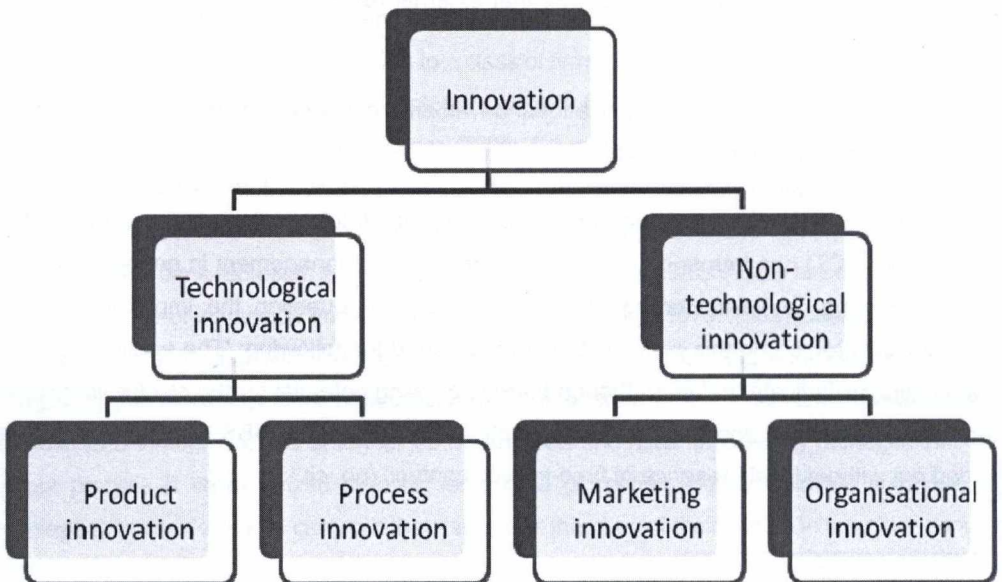 Innovation
Technological
innovation
Non-
technological
innovation
Product
innovation
Process
innovation
Marketing
innovation
Organisational
innovation